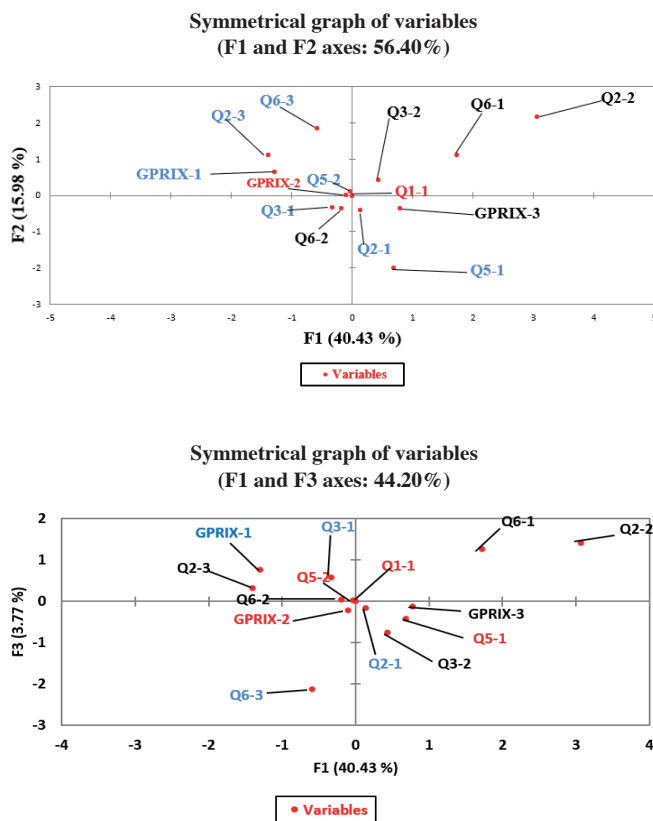 Symmetrical graph of variables
(F1 and F2 axes: 56.40%)
3
Q6-3
Q2-3
Q3-2
Q6-1
Q2-2
2
1
GPRIX-1
GPRIX-2
Q5-2
Q1-1
0
F2 (15.98 %)
Q3-1
Q6-2
Q2-1
GPRIX-3
-1
Q5-1
-2
-3
-5 -4 -3 -2 -1 0 1 2 3 4 5
F1 (40.43 %)
Variables
Symmetrical graph of variables
(F1 and F3 axes: 44.20%)
2
GPRIX-1
Q3-1
Q6-1
Q2-2
1
Q2-3
Q5-2
Q1-1
Q6-2
0
GPRIX-2
GPRIX-3
Q5-1
F3 (3.77 %)
-1
Q2-1
Q3-2
Q6-3
-2
-3
-4 -3 -2 -1 0 1 2 3 4
F1 (40.43 %)
Variables